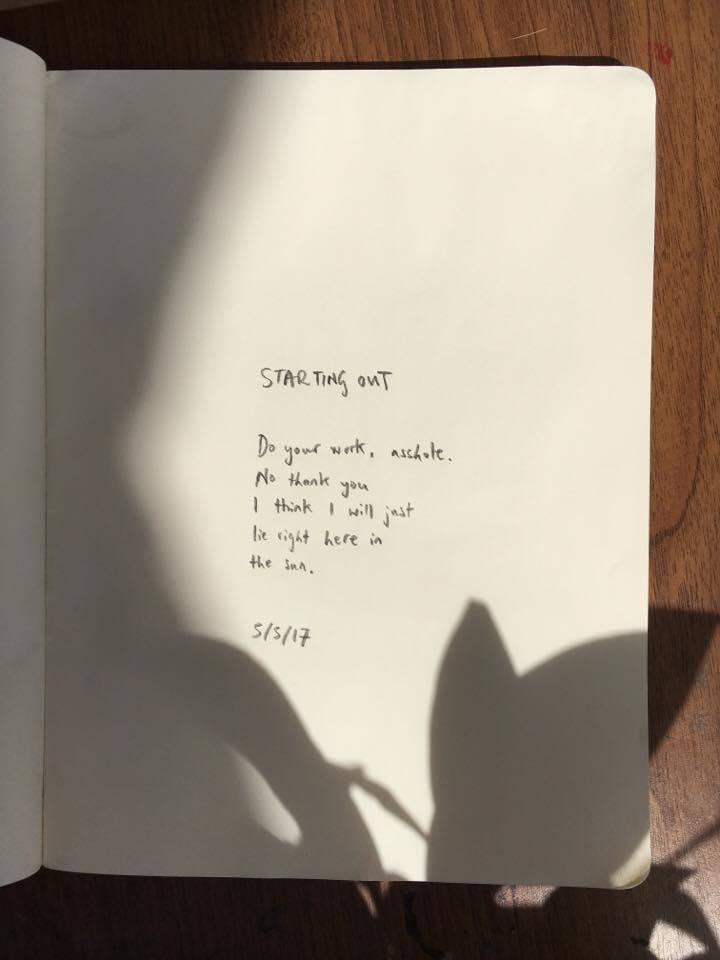 STARTING OUT
Do your work, asshole.
No thank you
I think I will just
lie right here in
the sun.
5/5/17